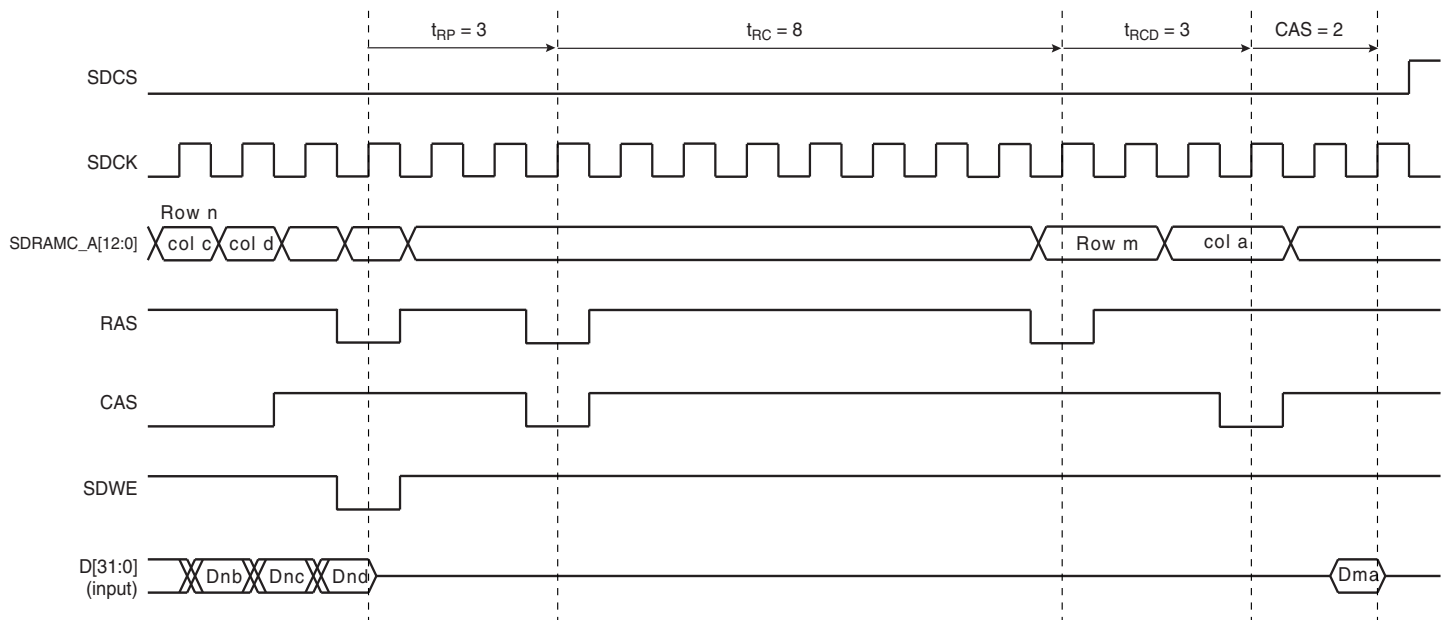 tRP = 3
tRC = 8
tRCD = 3
CAS = 2
SDCS
SDCK
Row n
SDRAMC_A[12:0]
col c
col d
Row m
col a
RAS
CAS
SDWE
D[31:0]
(input)
Dnb
Dnc
Dnd
Dma